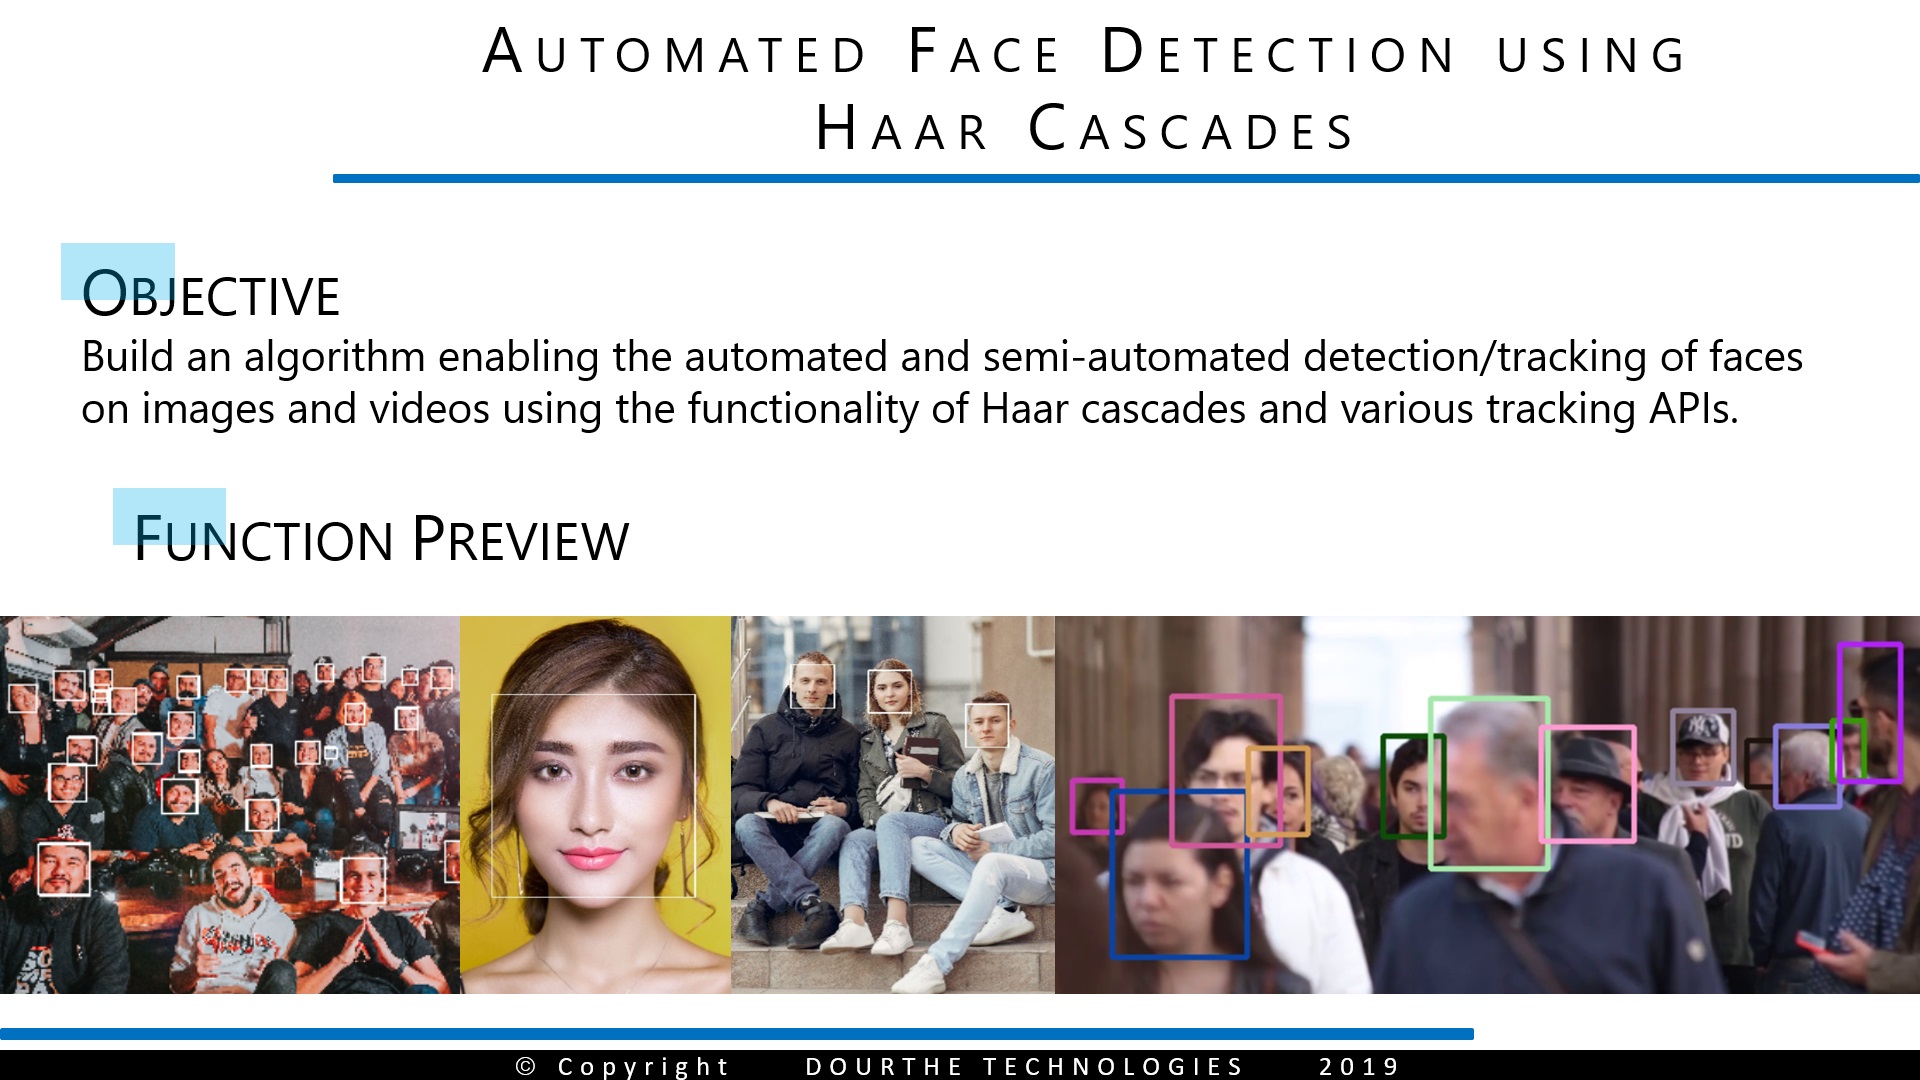 Automated Face Detection using
Haar Cascades
Objective
Build an algorithm enabling the automated and semi-automated detection/tracking of faces
on images and videos using the functionality of Haar cascades and various tracking APIs.
Function Preview
© Copyright DOURTHE TECHNOLOGIES 2019